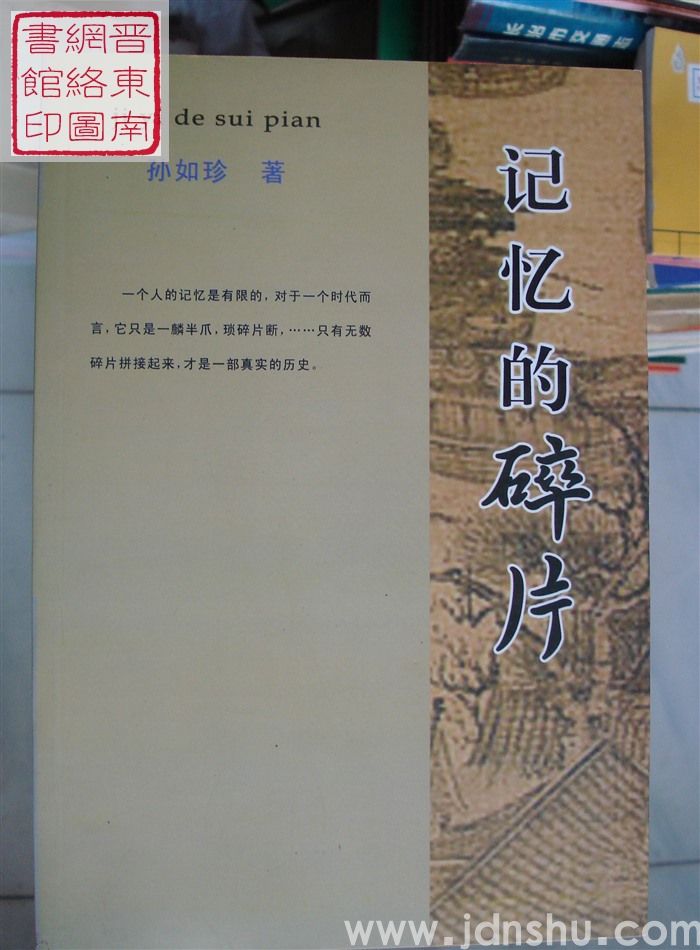 晋東南
網絡圖
書館印
de sui pian
孙如珍 著
一个人的记忆是有限的，对于一个时代而
言，它只是一鳞半爪，琐碎片断，……只有无数
碎片拼接起来，才是一部真实的历史。
记忆的碎片
www.jdnshu.com